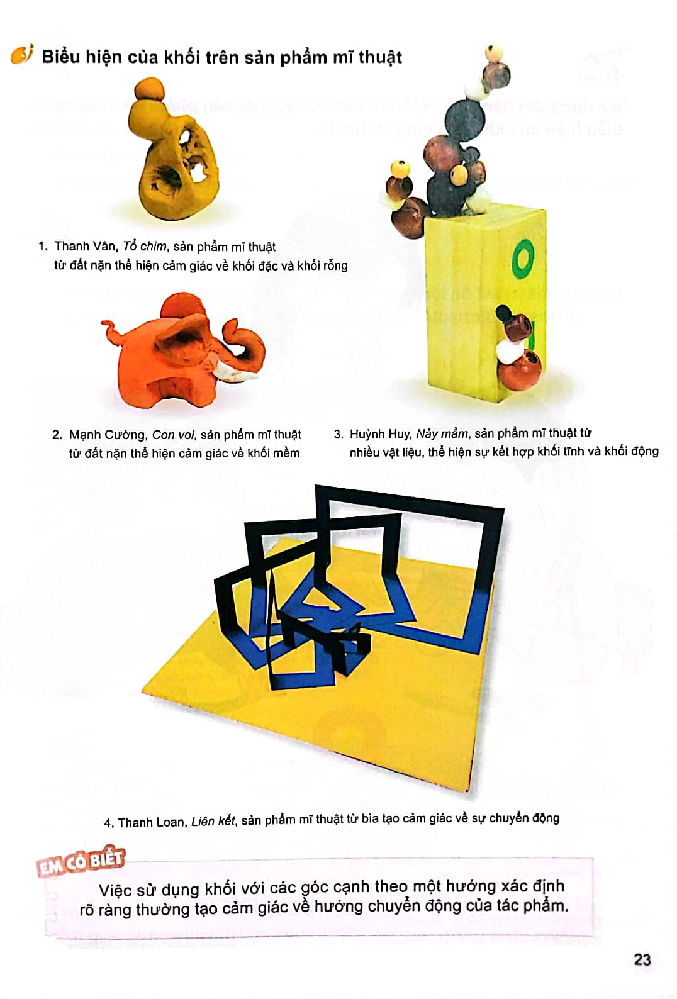 Biểu hiện của khối trên sản phẩm mĩ thuật
1. Thanh Vân, Tổ chim, sản phẩm mĩ thuật
từ đất nặn thể hiện cảm giác về khối đặc và khối rỗng
2. Mạnh Cường, Con voi, sản phẩm mĩ thuật
từ đất nặn thể hiện cảm giác về khối mềm
3. Huỳnh Huy, Nảy mầm, sản phẩm mĩ thuật từ
nhiều vật liệu, thể hiện sự kết hợp khối tĩnh và khối động
4. Thanh Loan, Liên kết, sản phẩm mĩ thuật từ bìa tạo cảm giác về sự chuyển động
EM CÓ BIẾT
Việc sử dụng khối với các góc cạnh theo một hướng xác định
rõ ràng thường tạo cảm giác về hướng chuyển động của tác phẩm.
23